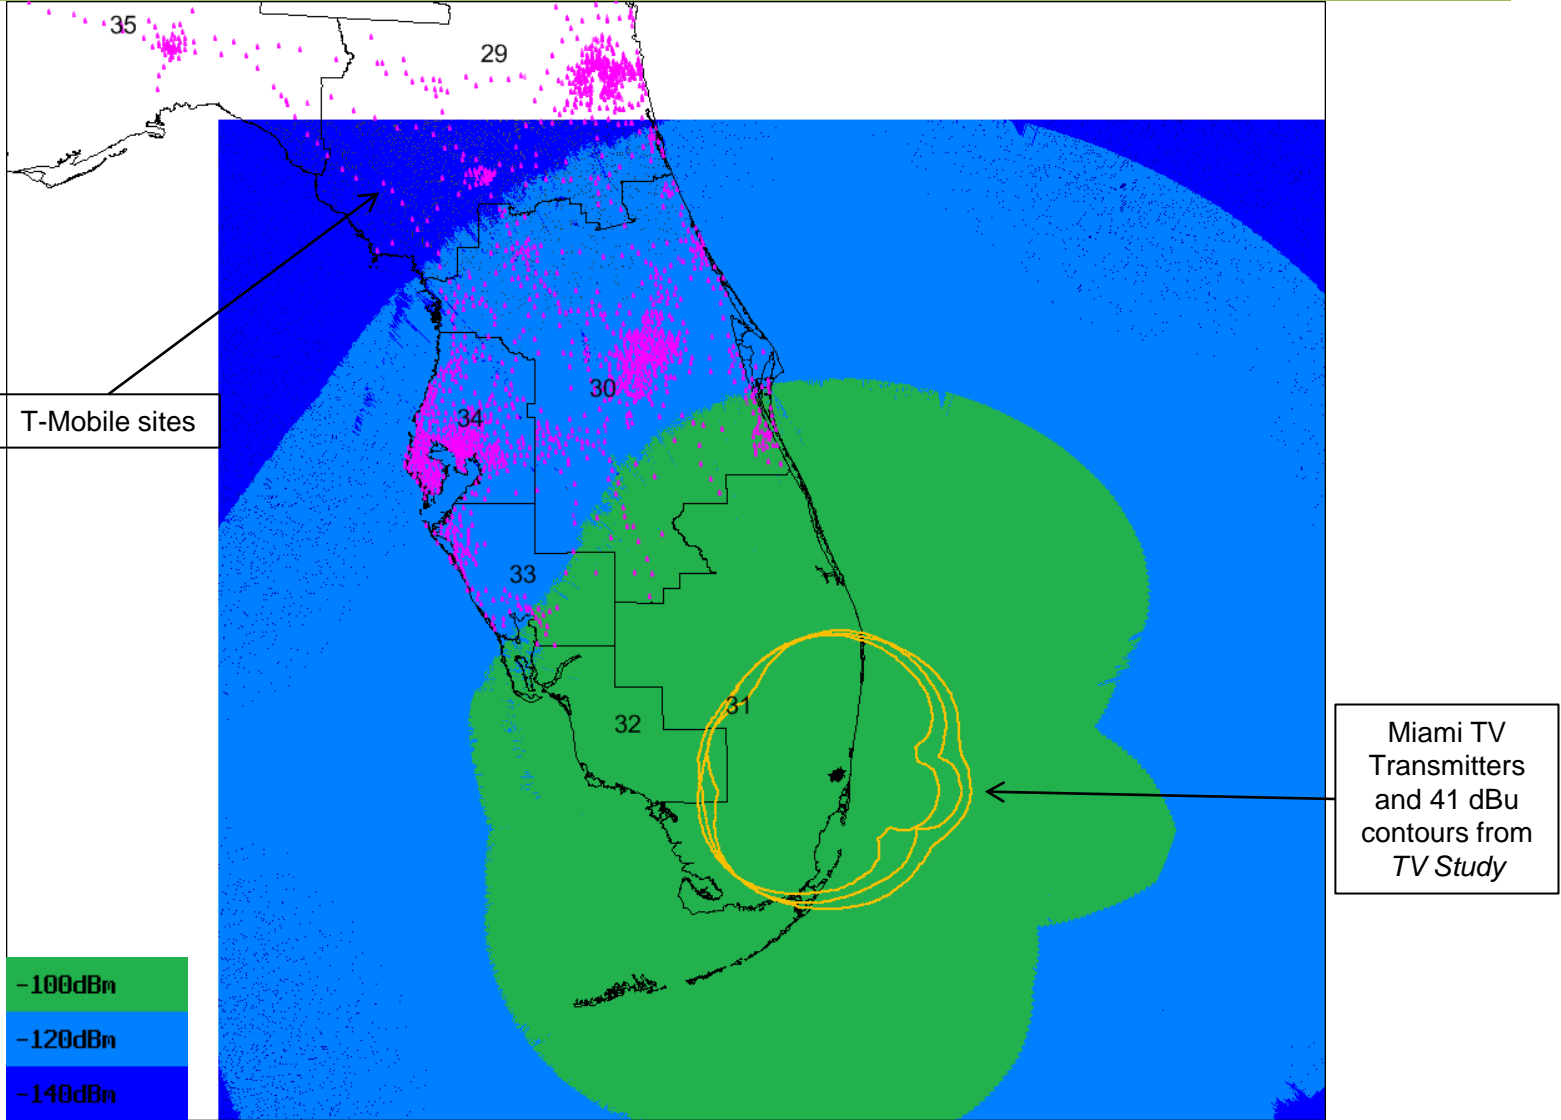 35
29
30
34
T-Mobile sites
33
31
32
Miami TV
Transmitters
and 41 dBu
contours from
TV Study
-100dBm
-120dBm
-140dBm